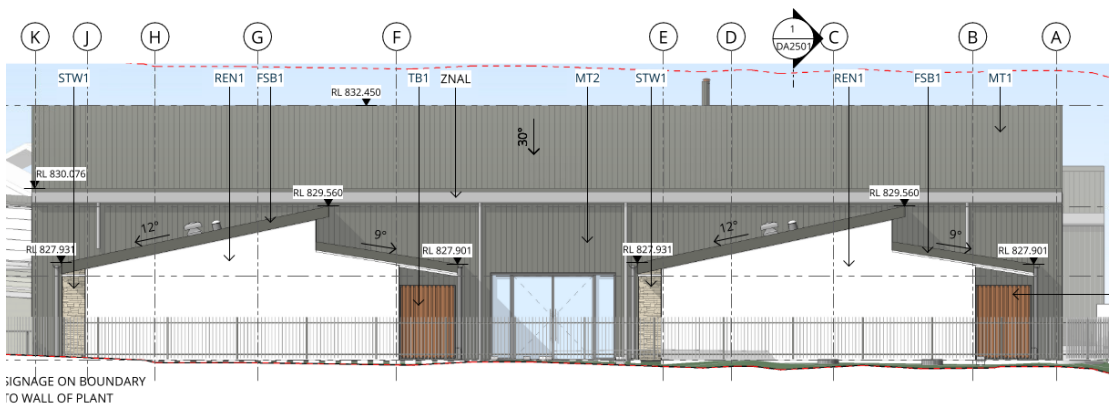 K J H G F E D 1 C B A
DA2501
STW1 REN1 FSB1 TB1 ZNAL MT2 STW1 REN1 FSB1 MT1
RL 832.450
30°
RL 830.076
RL 829.560 RL 829.560
12° 9° 12° 9°
RL 827.931 RL 827.901 RL 827.931 RL 827.901
SIGNAGE ON BOUNDARY
TO WALL OF PLANT